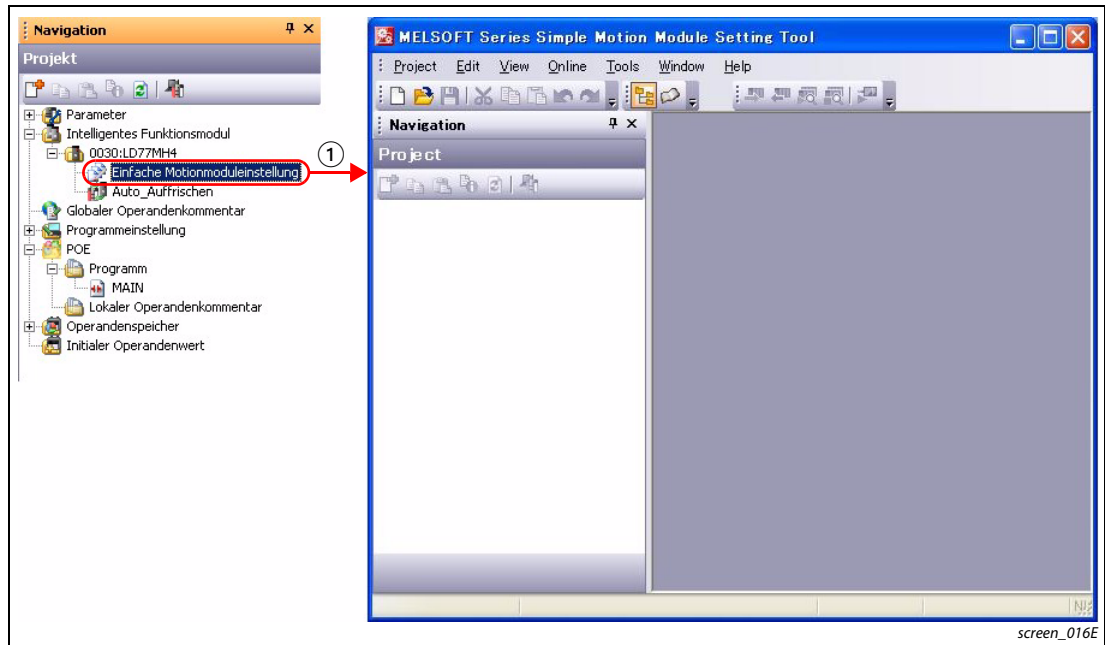 Navigation
Projekt
Parameter
Intelligentes Funktionsmodul
0030:LD77MH4
Einfache Motionmoduleinstellung
Auto_Auffrischen
Globaler Operandenkommentar
Programmeinstellung
POE
Programm
MAIN
Lokaler Operandenkommentar
Operandenspeicher
Initialer Operandenwert
1
MELSOFT Series Simple Motion Module Setting Tool
Project Edit View Online Tools Window Help
Navigation
Project
screen_016E